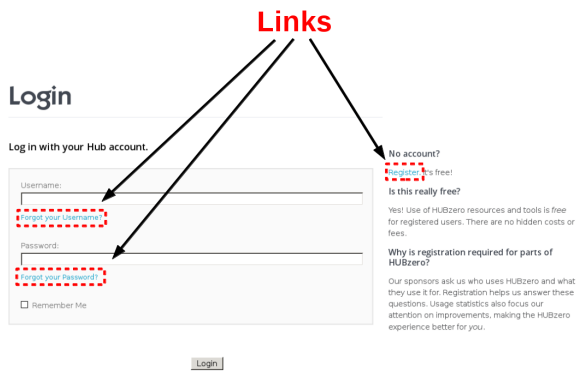 Links
Login
Log in with your Hub account.
Username:
Forgot your Username?
Password:
Forgot your Password?
Remember Me
Login
No account?
Register. It's free!
Is this really free?
Yes! Use of HUBzero resources and tools is free
for registered users. There are no hidden costs or
fees.
Why is registration required for parts of
HUBzero?
Our sponsors ask us who uses HUBzero and what
they use it for. Registration helps us answer these
questions. Usage statistics also focus our
attention on improvements, making the HUBzero
experience better for you.